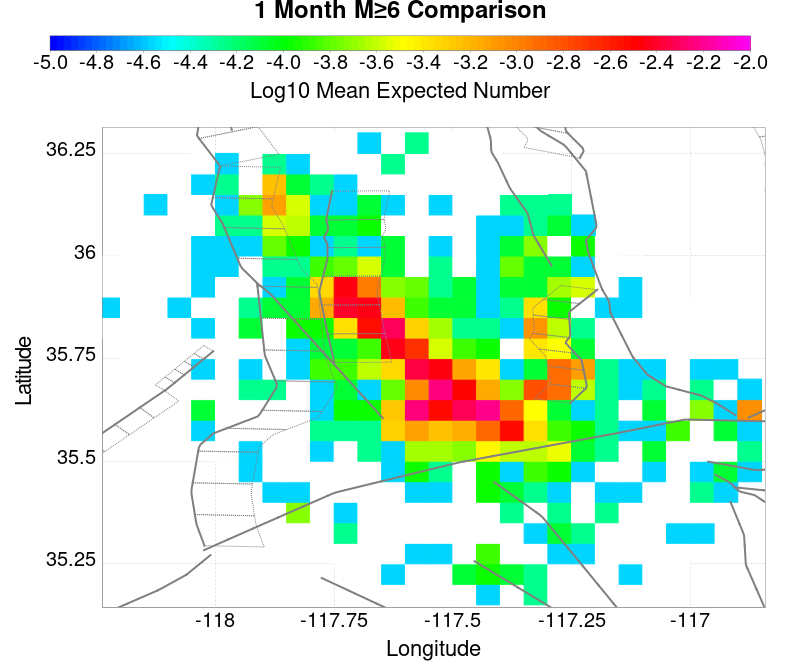 1 Month M≥6 Comparison
-5.0 -4.8 -4.6 -4.4 -4.2 -4.0 -3.8 -3.6 -3.4 -3.2 -3.0 -2.8 -2.6 -2.4 -2.2 -2.0
Log10 Mean Expected Number
36.25
36
35.75
35.5
35.25
Latitude
-118 -117.75 -117.5 -117.25 -117
Longitude